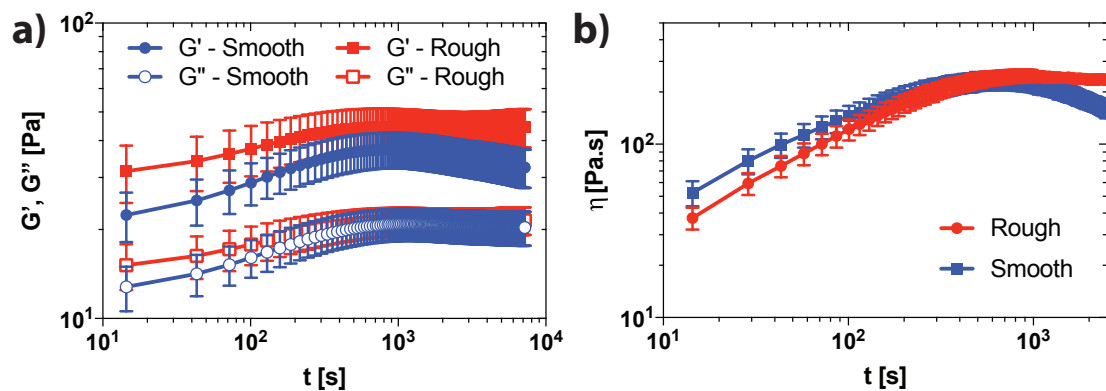 a)
10²
G' - Smooth
G' - Rough
G" - Smooth
G" - Rough
G', G" [Pa]
10¹
10¹ 10² 10³ 10⁴
t [s]
b)
10²
10¹
η [Pa.s]
Rough
Smooth
10¹ 10² 10³
t [s]